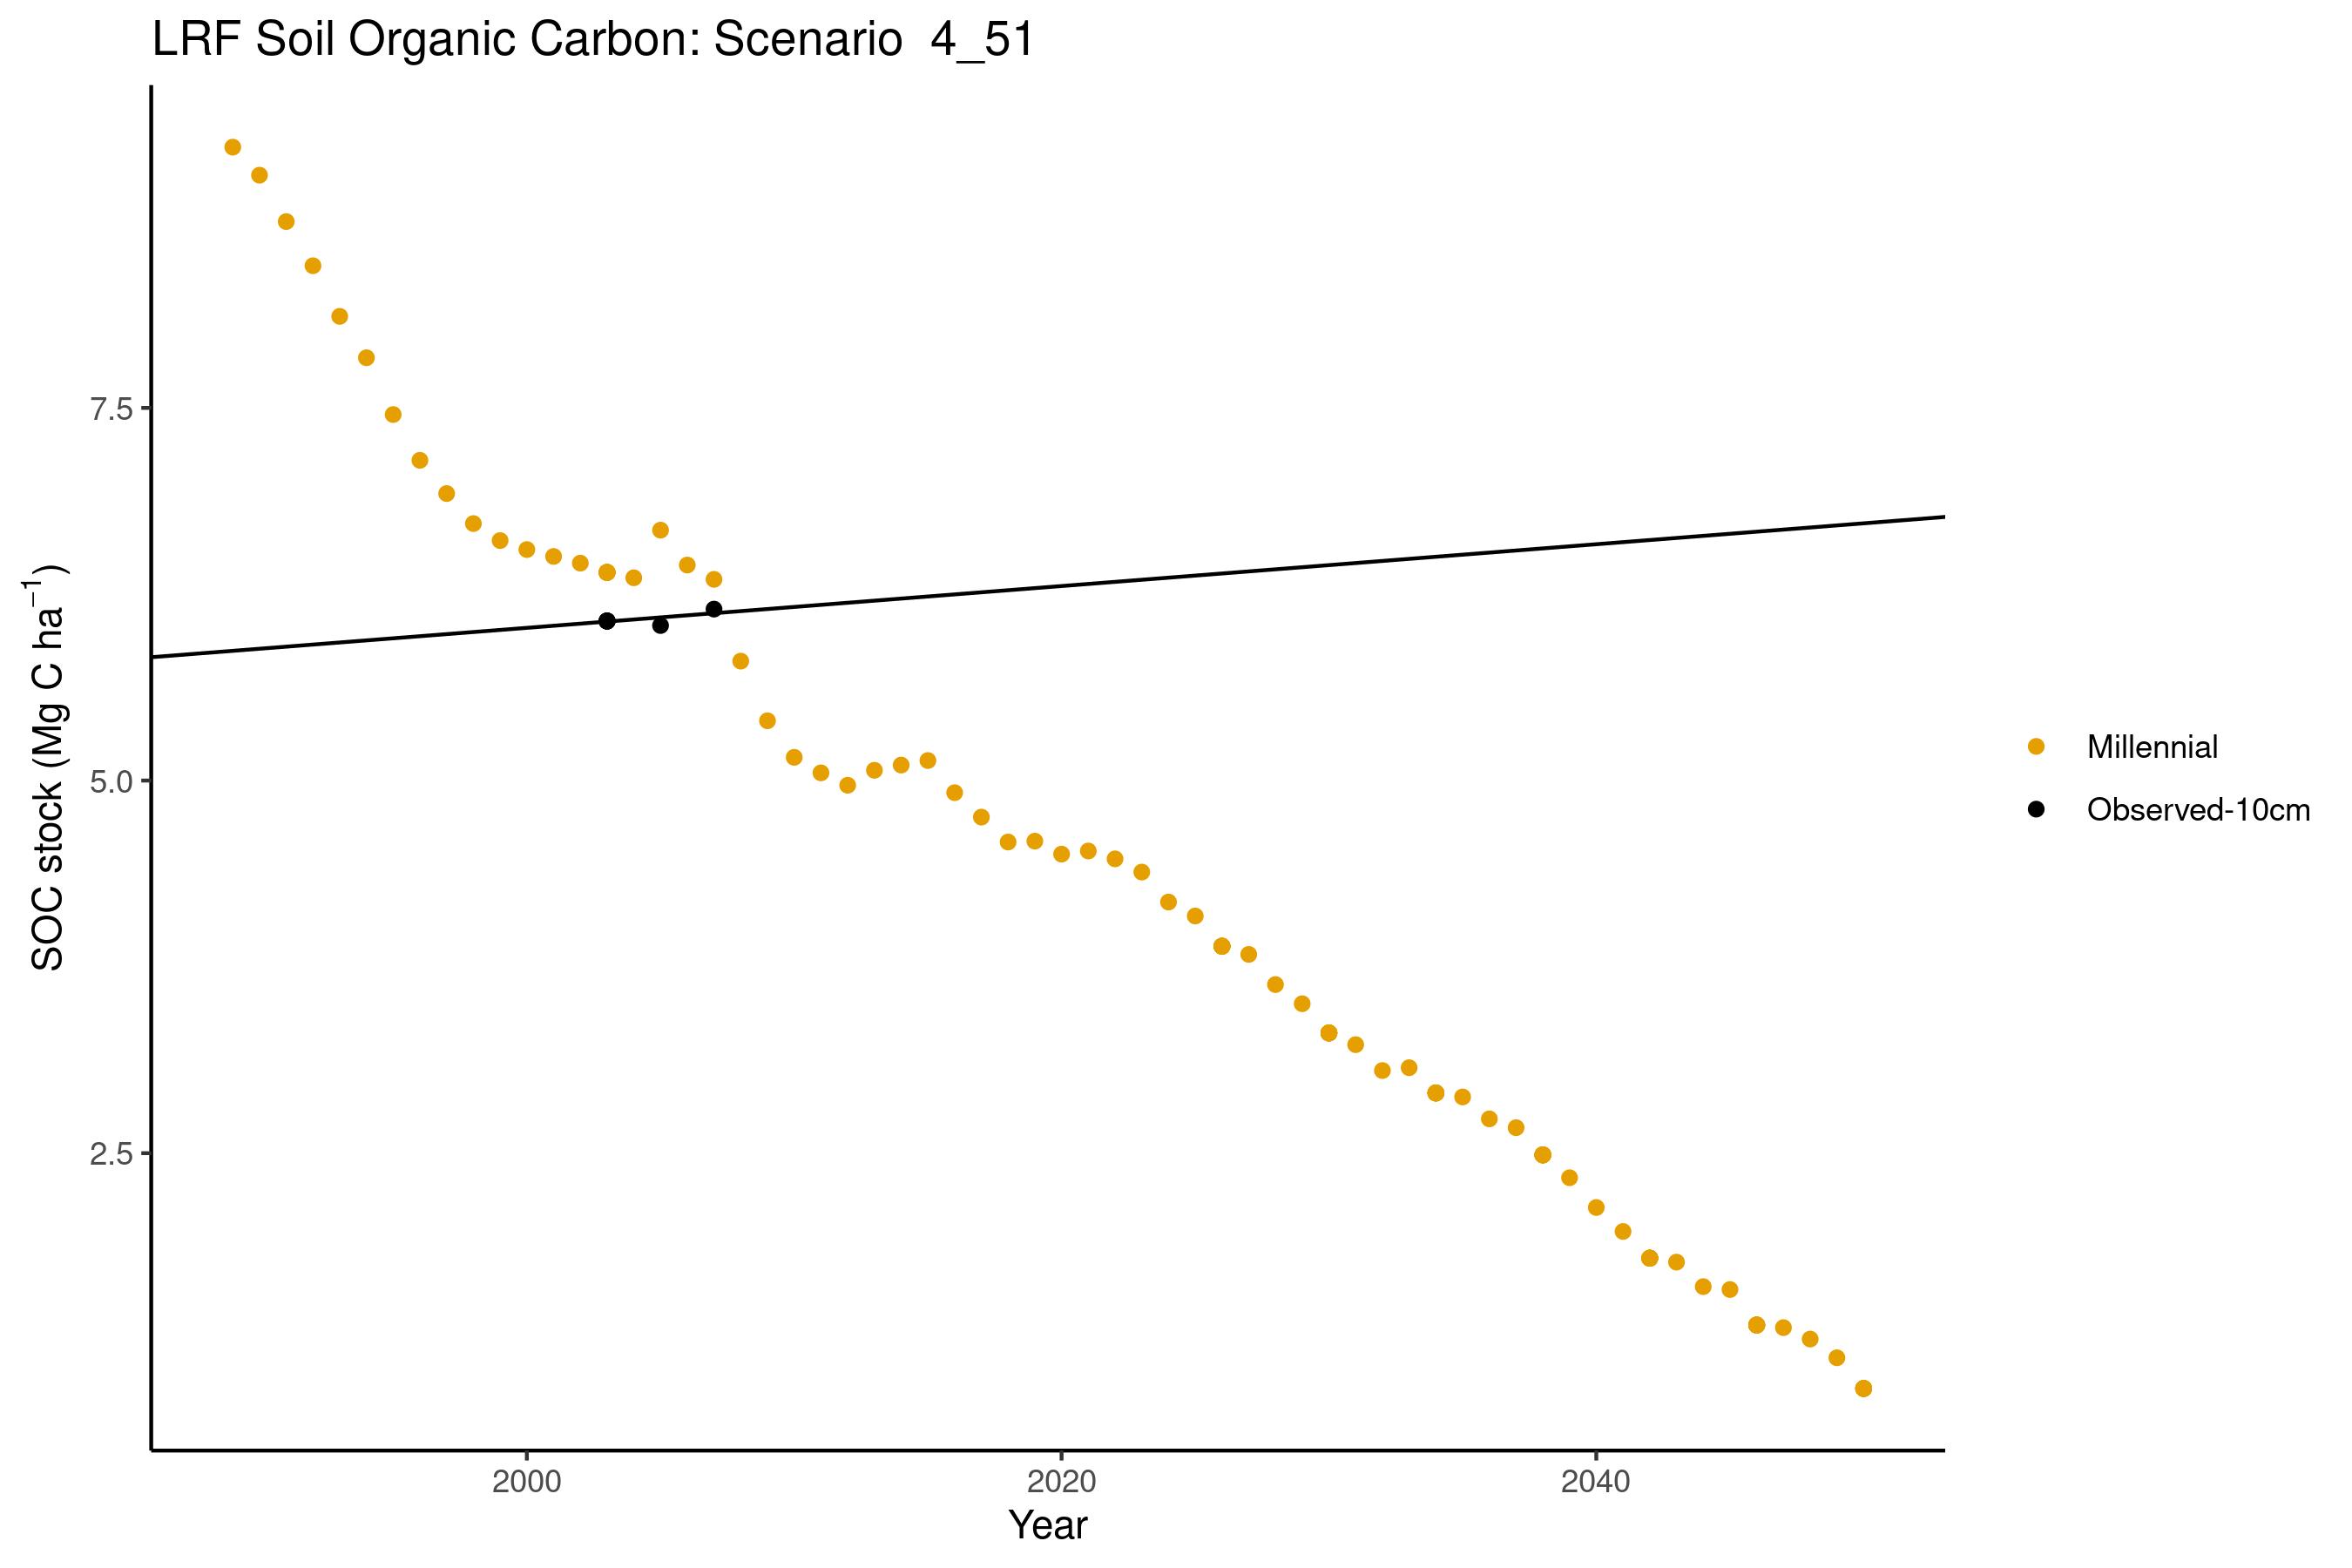 LRF Soil Organic Carbon: Scenario  4_51
SOC stock (Mg C ha⁻¹)
7.5
5.0
2.5
2000
2020
2040
Year
Millennial
Observed-10cm